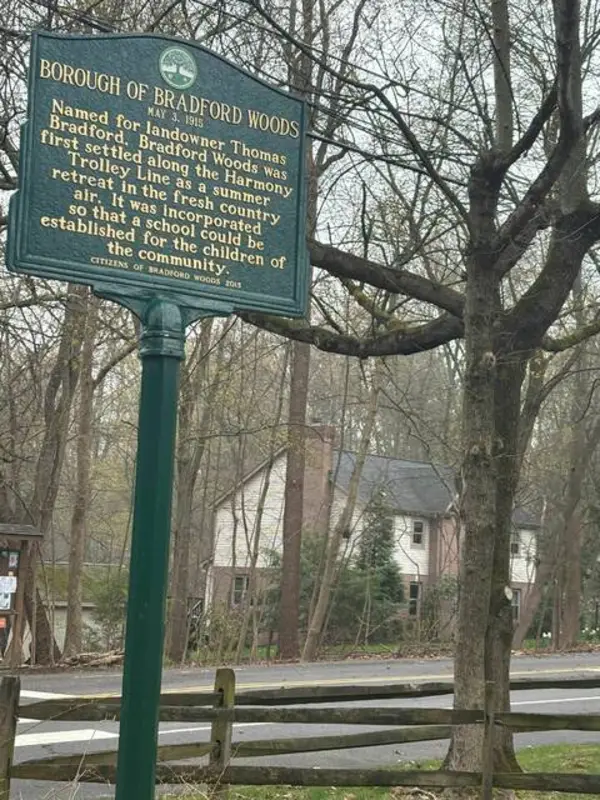 BOROUGH OF BRADFORD WOODS
MAY 3, 1915
Named for landowner Thomas
Bradford, Bradford Woods was
first settled along the Harmony
Trolley Line as a summer
retreat in the fresh country
air. It was incorporated
so that a school could be
established for the children of
the community.
CITIZENS OF BRADFORD WOODS 2015